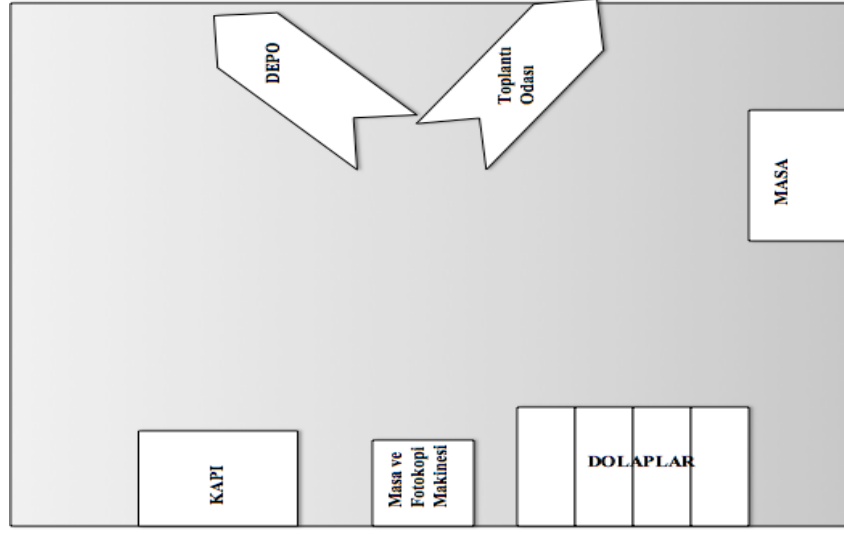 DEPO
Toplantı
Odası
MASA
KAPI
Masa ve
Fotokopi
Makinesi
DOLAPLAR